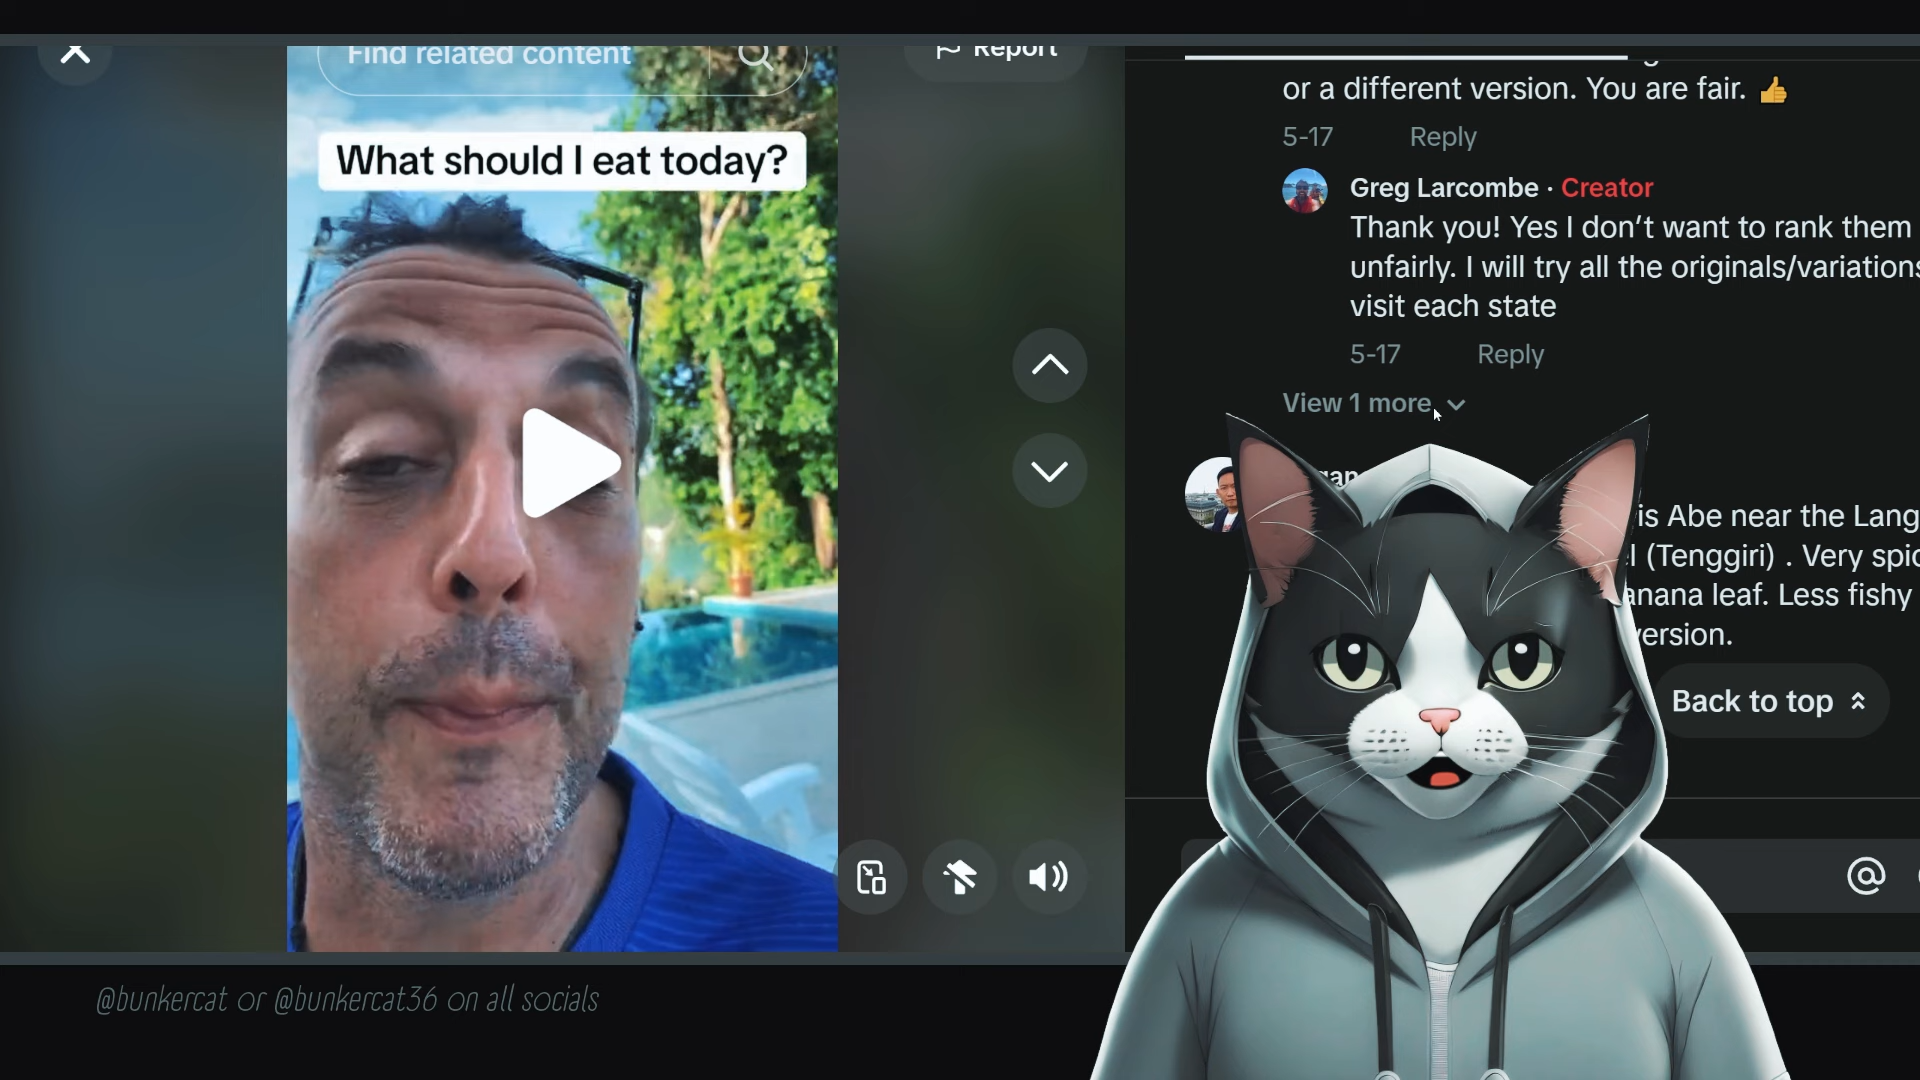 Find related content
Report
What should I eat today?
or a different version. You are fair. 👍
5-17 Reply
Greg Larcombe · Creator
Thank you! Yes I don't want to rank them
unfairly. I will try all the originals/variations
visit each state
5-17 Reply
View 1 more
is Abe near the Lang
(Tenggiri) . Very spic
leaf. Less fishy
version.
Back to top
@
@bunkercat or @bunkercat36 on all socials